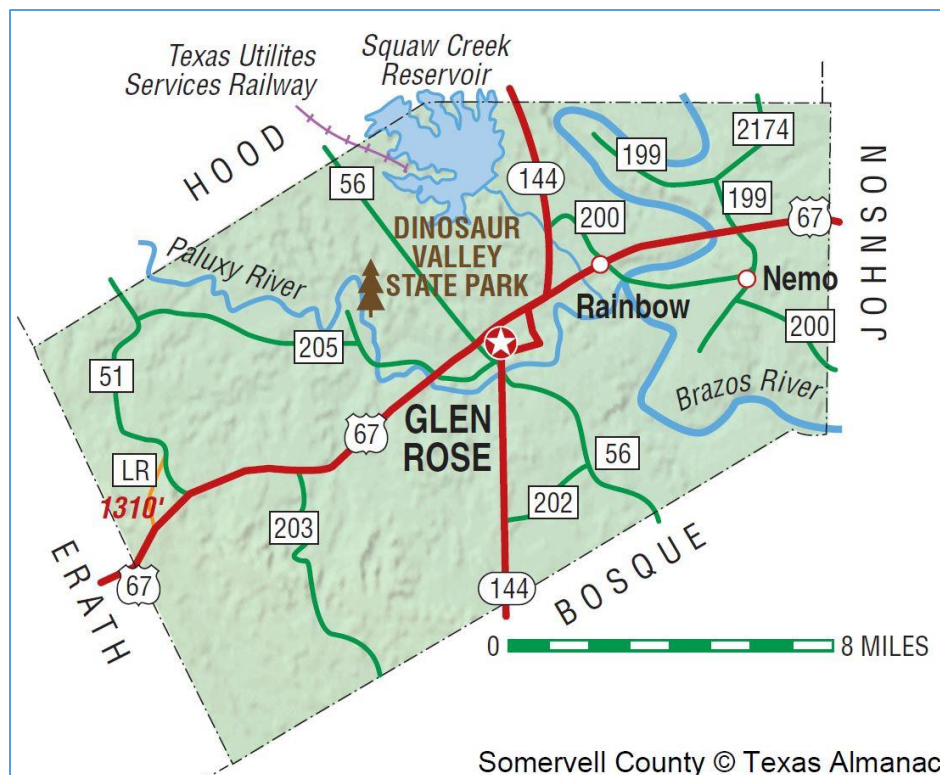 Texas Utilites
Services Railway
Squaw Creek
Reservoir
HOOD
56
144
199
2174
199
JOHNSON
67
200
DINOSAUR
VALLEY
STATE PARK
Paluxy River
Rainbow
Nemo
200
205
51
Brazos River
67
GLEN
ROSE
LR
1310'
56
202
203
ERATH
67
144
BOSQUE
0
8 MILES
Somervell County © Texas Almanac